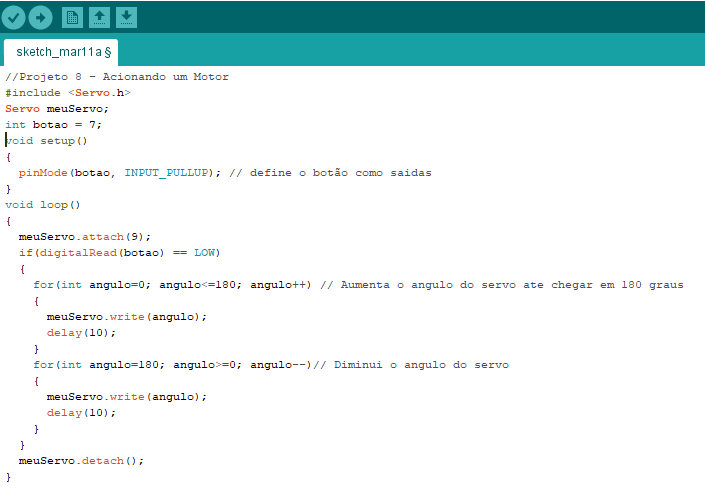 sketch_mar11a §
//Projeto 8 - Acionando um Motor
#include <Servo.h>
Servo meuServo;
int botao = 7;
void setup()
{
  pinMode(botao, INPUT_PULLUP); // define o botão como saidas
}
void loop()
{
  meuServo.attach(9);
  if(digitalRead(botao) == LOW)
  {
    for(int angulo=0; angulo<=180; angulo++) // Aumenta o angulo do servo ate chegar em 180 graus
    {
      meuServo.write(angulo);
      delay(10);
    }
    for(int angulo=180; angulo>=0; angulo--)// Diminui o angulo do servo
    {
      meuServo.write(angulo);
      delay(10);
    }
  }
  meuServo.detach();
}